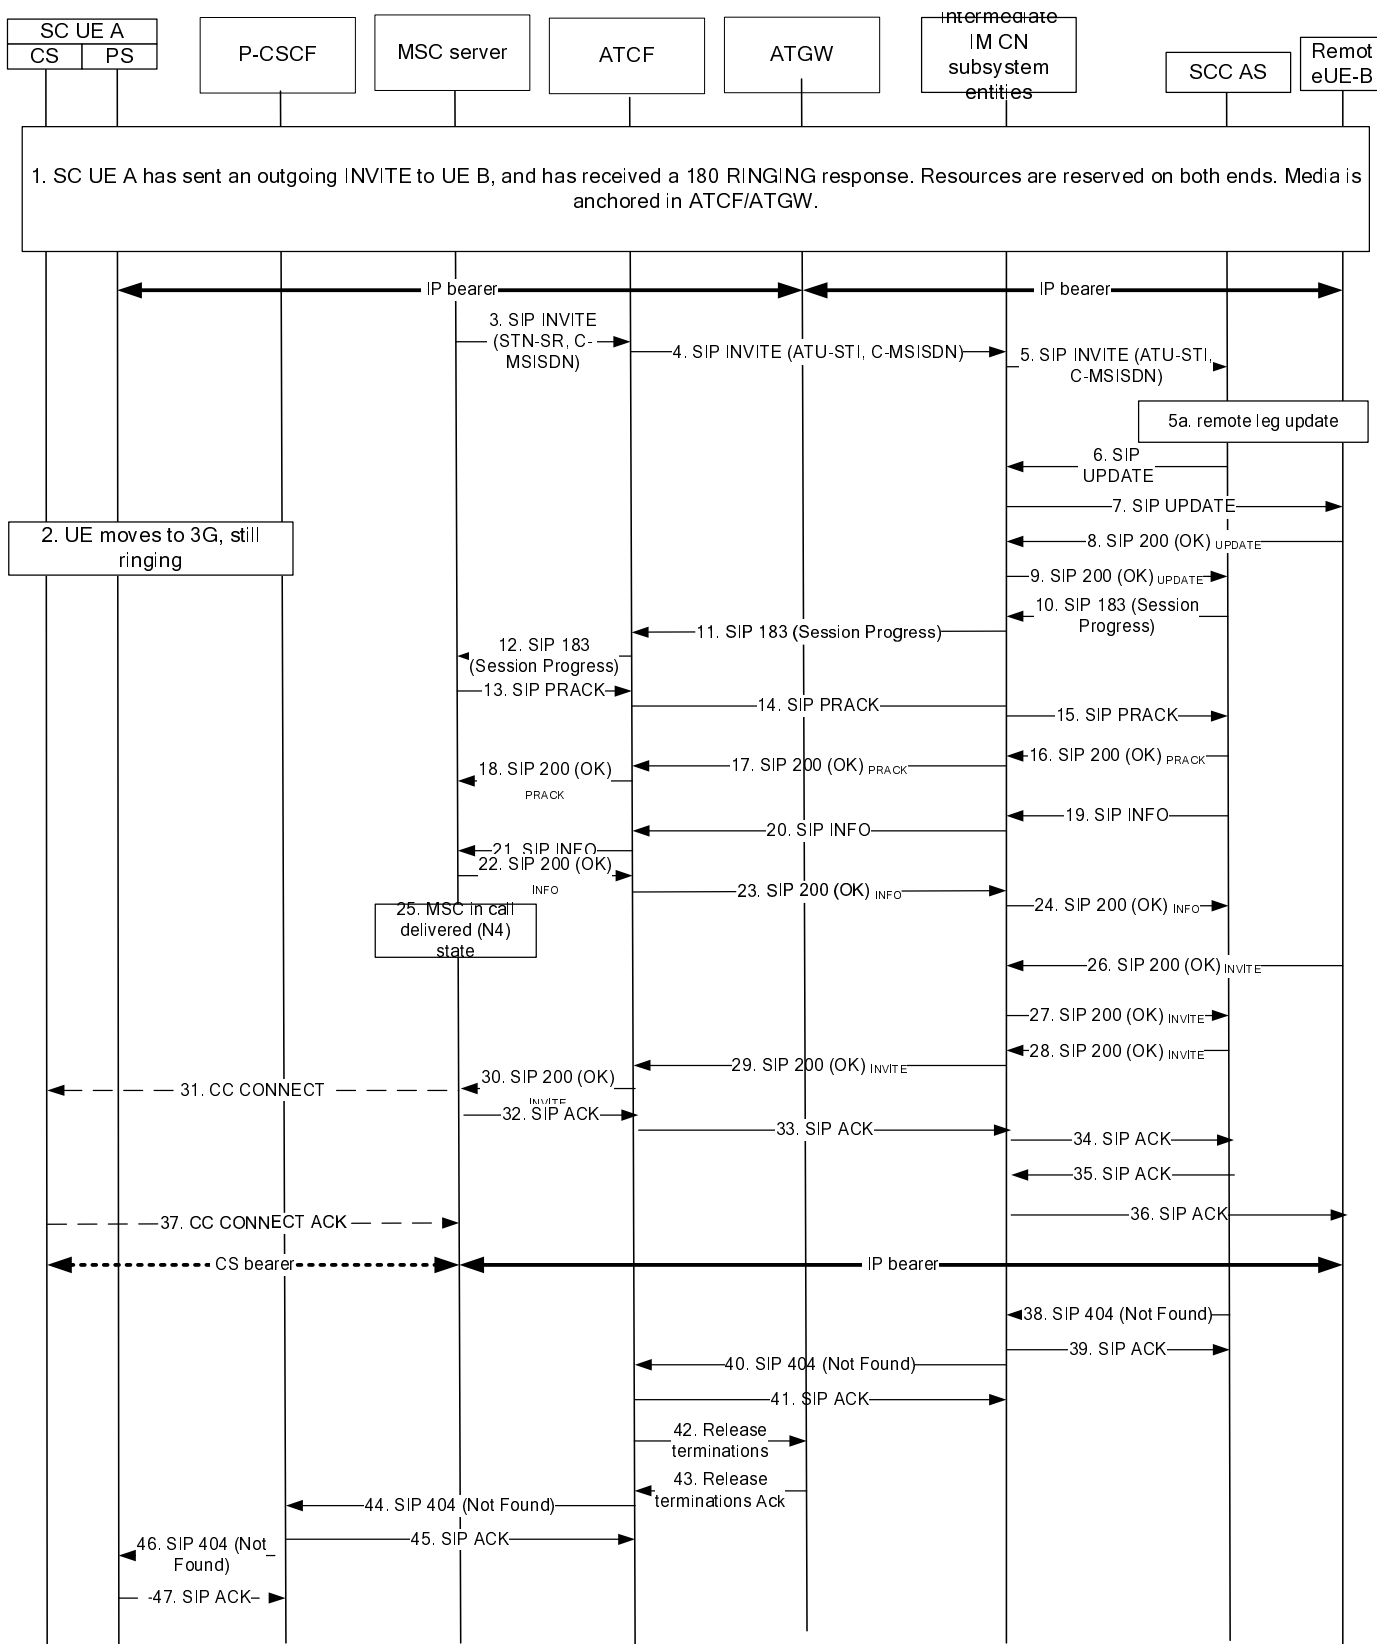 SC UE A
CS
PS
P-CSCF
MSC server
ATCF
ATGW
Intermediate
IM CN
subsystem
entities
SCC AS
Remot
eUE-B
1. SC UE A has sent an outgoing INVITE to UE B, and has received a 180 RINGING response. Resources are reserved on both ends. Media is
anchored in ATCF/ATGW.
IP bearer
IP bearer
3. SIP INVITE
(STN-SR, C-
MSISDN)
4. SIP INVITE (ATU-STI, C-MSISDN)
5. SIP INVITE (ATU-STI,
C-MSISDN)
5a. remote leg update
6. SIP
UPDATE
7. SIP UPDATE
2. UE moves to 3G, still
ringing
8. SIP 200 (OK) UPDATE
9. SIP 200 (OK) UPDATE
10. SIP 183 (Session
Progress)
11. SIP 183 (Session Progress)
12. SIP 183
(Session Progress)
13. SIP PRACK
14. SIP PRACK
15. SIP PRACK
16. SIP 200 (OK) PRACK
17. SIP 200 (OK) PRACK
18. SIP 200 (OK)
PRACK
19. SIP INFO
20. SIP INFO
21. SIP INFO
22. SIP 200 (OK)
INFO
23. SIP 200 (OK) INFO
24. SIP 200 (OK) INFO
25. MSC in call
delivered (N4)
state
26. SIP 200 (OK) INVITE
27. SIP 200 (OK) INVITE
28. SIP 200 (OK) INVITE
29. SIP 200 (OK) INVITE
30. SIP 200 (OK)
INVITE
31. CC CONNECT
32. SIP ACK
33. SIP ACK
34. SIP ACK
35. SIP ACK
36. SIP ACK
37. CC CONNECT ACK
CS bearer
IP bearer
38. SIP 404 (Not Found)
39. SIP ACK
40. SIP 404 (Not Found)
41. SIP ACK
42. Release
terminations
43. Release
terminations Ack
44. SIP 404 (Not Found)
45. SIP ACK
46. SIP 404 (Not
Found)
47. SIP ACK